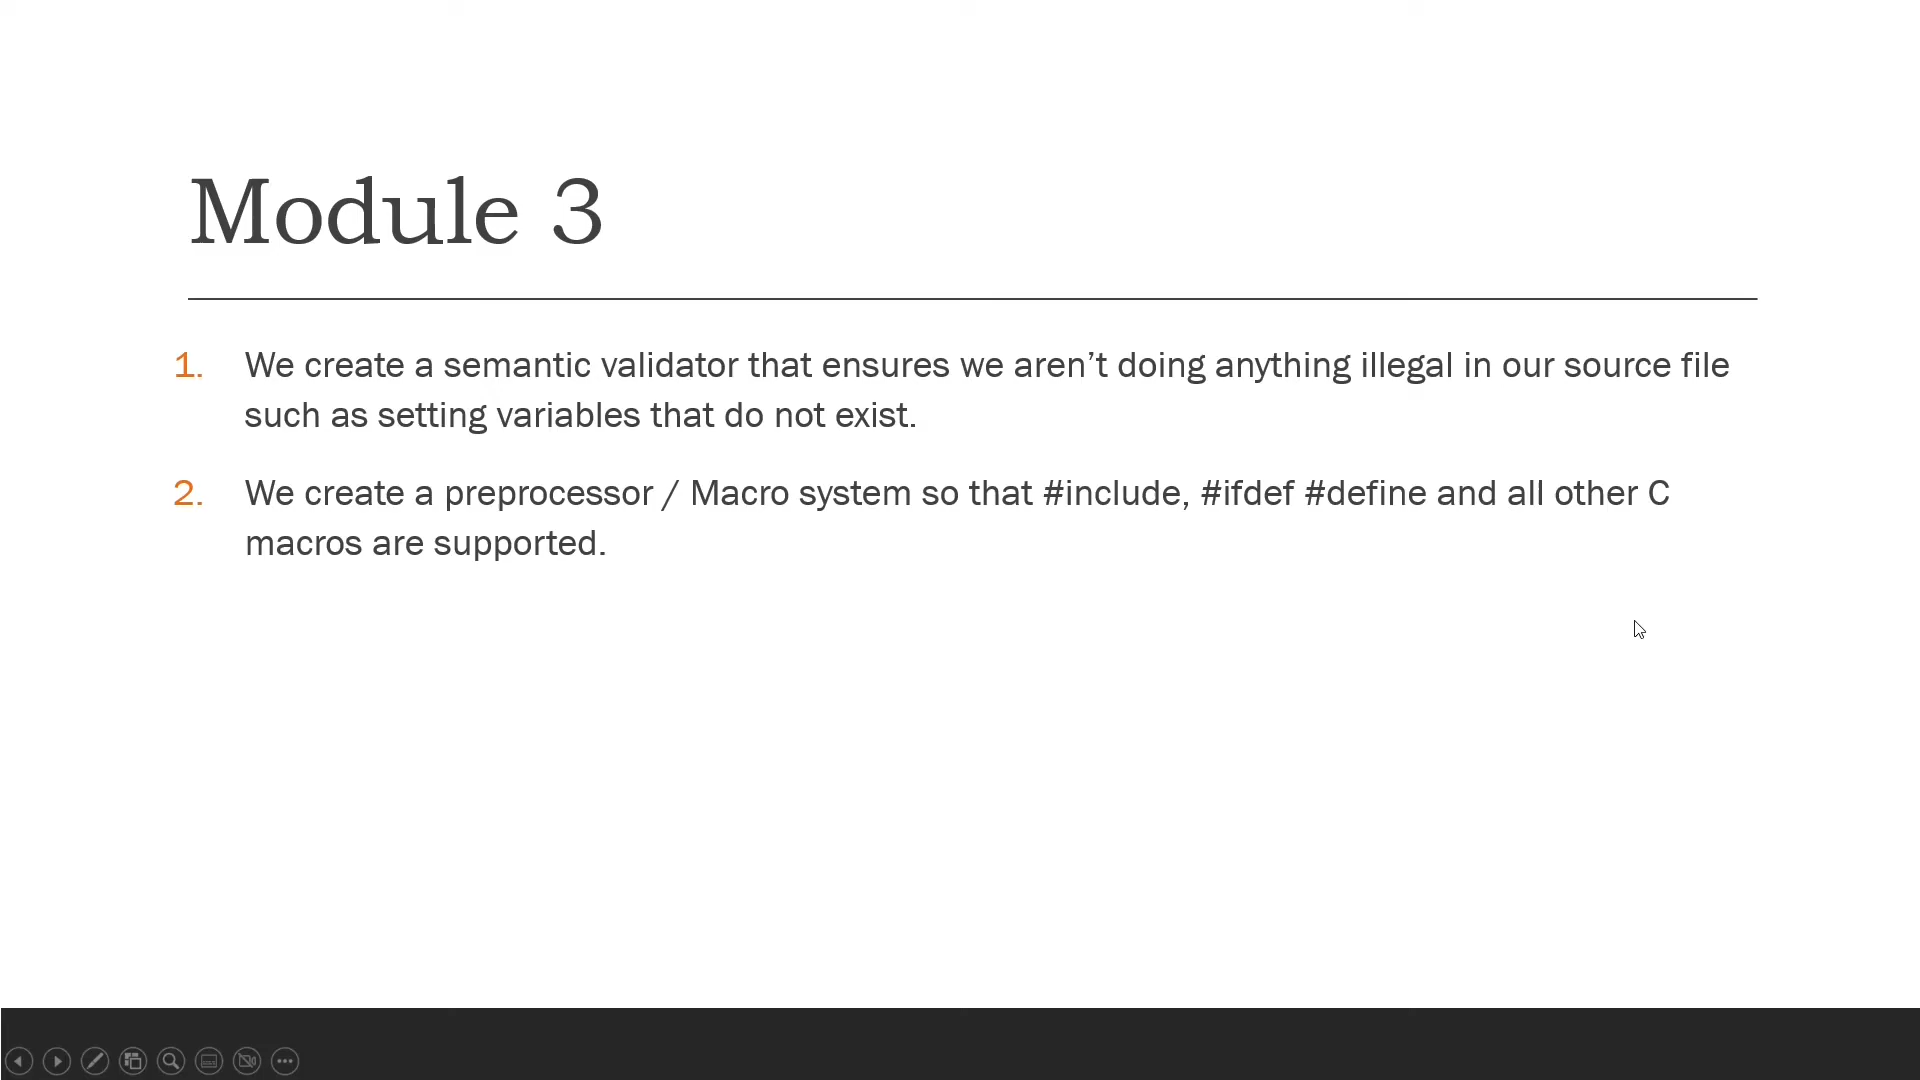 Module 3
1. We create a semantic validator that ensures we aren’t doing anything illegal in our source file
such as setting variables that do not exist.
2. We create a preprocessor / Macro system so that #include, #ifdef #define and all other C
macros are supported.